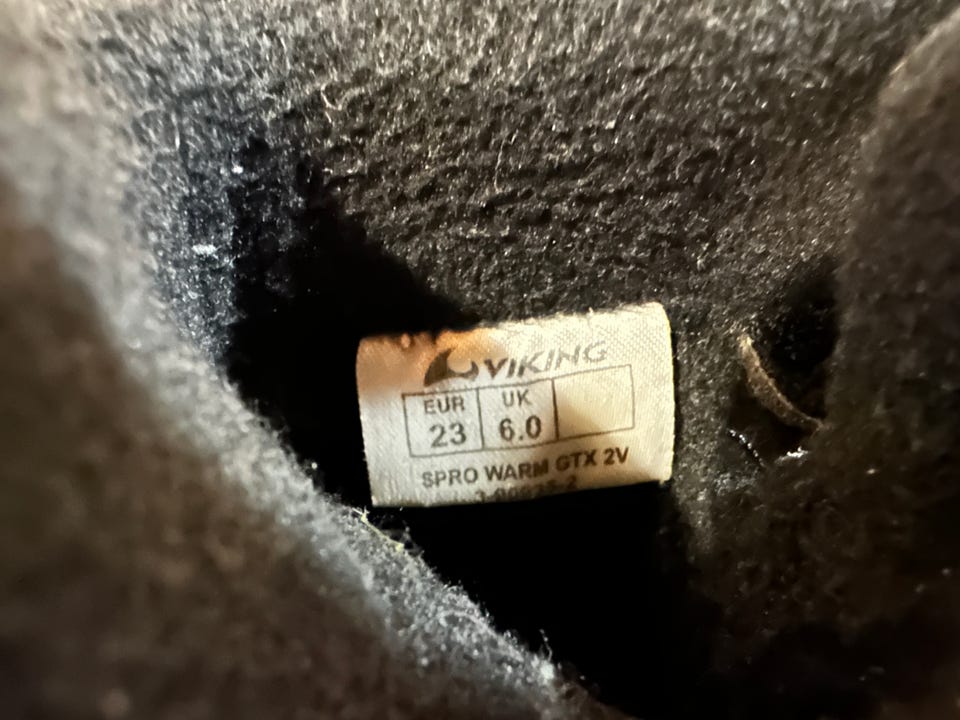 VIKING
EUR UK
23 6.0
SPRO WARM GTX 2V